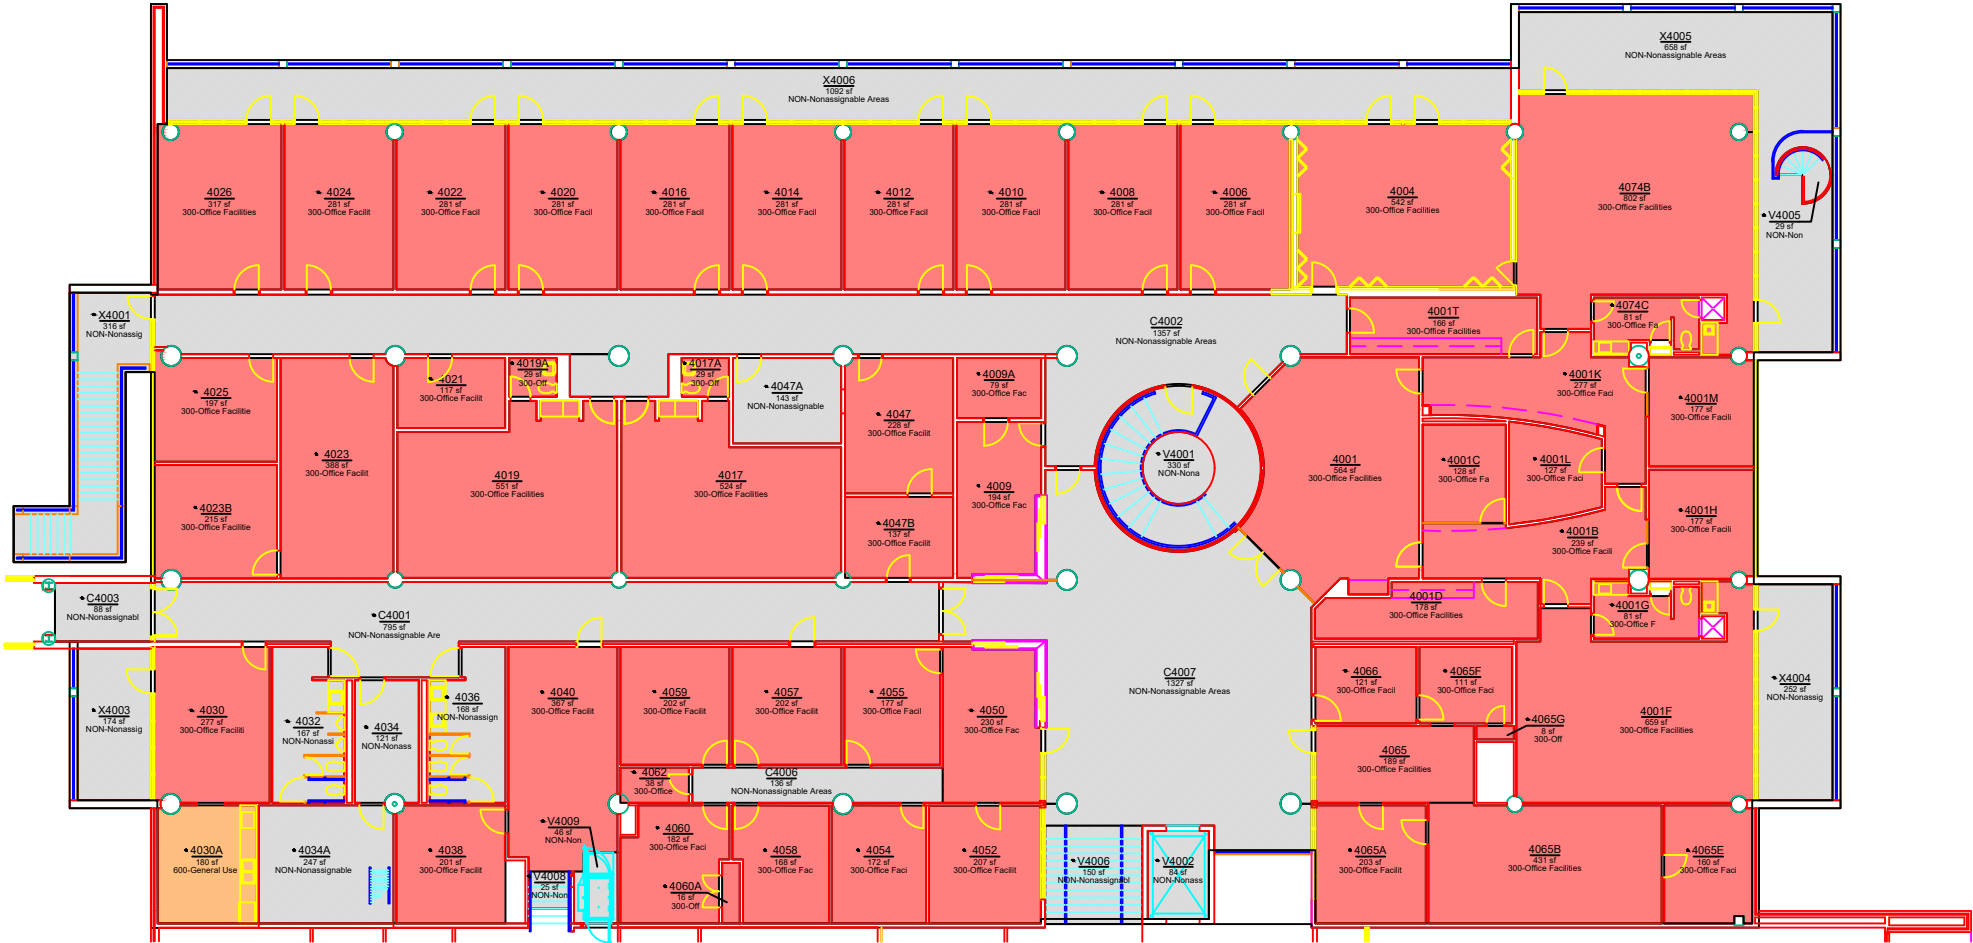 X4005
658 sf
NON-Nonassignable Areas
X4006
1092 sf
NON-Nonassignable Areas
4026
317 sf
300-Office Facilities
4024
281 sf
300-Office Facilit
4022
281 sf
300-Office Facil
4020
281 sf
300-Office Facil
4016
281 sf
300-Office Facil
4014
281 sf
300-Office Facil
4012
281 sf
300-Office Facil
4010
281 sf
300-Office Facil
4008
281 sf
300-Office Facil
4006
281 sf
300-Office Facil
4004
542 sf
300-Office Facilities
4074B
802 sf
300-Office Facilities
V4005
29 sf
NON-Non
X4001
316 sf
NON-Nonassig
C4002
1357 sf
NON-Nonassignable Areas
4001T
166 sf
300-Office Facilities
4074C
81 sf
300-Office Fa
4025
197 sf
300-Office Facilitie
4021
117 sf
300-Office Facilit
4019A
29 sf
300-Off
4017A
29 sf
300-Off
4047A
143 sf
NON-Nonassignable
4009A
79 sf
300-Office Fac
4001K
277 sf
300-Office Faci
4001M
177 sf
300-Office Facili
4047
228 sf
300-Office Facilit
4023
388 sf
300-Office Facilit
4019
551 sf
300-Office Facilities
4017
524 sf
300-Office Facilities
V4001
330 sf
NON-Nona
4001
564 sf
300-Office Facilities
4001C
128 sf
300-Office Fa
4001L
127 sf
300-Office Faci
4009
194 sf
300-Office Fac
4023B
215 sf
300-Office Facilitie
4047B
137 sf
300-Office Facilit
4001B
239 sf
300-Office Facili
4001H
177 sf
300-Office Facili
C4003
88 sf
NON-Nonassignabl
C4001
795 sf
NON-Nonassignable Are
4001D
178 sf
300-Office Facilities
4001G
81 sf
300-Office F
X4003
174 sf
NON-Nonassig
4030
277 sf
300-Office Faciliti
4032
167 sf
NON-Nonassi
4034
121 sf
NON-Nonass
4036
168 sf
NON-Nonassign
4040
367 sf
300-Office Facilit
4059
202 sf
300-Office Facilit
4057
202 sf
300-Office Facilit
4055
177 sf
300-Office Facil
4050
230 sf
300-Office Fac
C4007
1327 sf
NON-Nonassignable Areas
4066
121 sf
300-Office Facil
4065F
111 sf
300-Office Faci
4065G
8 sf
300-Off
4001F
659 sf
300-Office Facilities
X4004
252 sf
NON-Nonassig
4065
189 sf
300-Office Facilities
4062
38 sf
300-Office
C4006
136 sf
NON-Nonassignable Areas
4030A
180 sf
600-General Use
4034A
247 sf
NON-Nonassignable
4038
201 sf
300-Office Facilit
V4009
46 sf
NON-Non
V4008
25 sf
NON-Non
4060
182 sf
300-Office Faci
4060A
16 sf
300-Off
4058
168 sf
300-Office Fac
4054
172 sf
300-Office Faci
4052
207 sf
300-Office Facilit
V4006
150 sf
NON-Nonassignabl
V4002
84 sf
NON-Nonass
4065A
203 sf
300-Office Facilit
4065B
431 sf
300-Office Facilities
4065E
160 sf
300-Office Faci